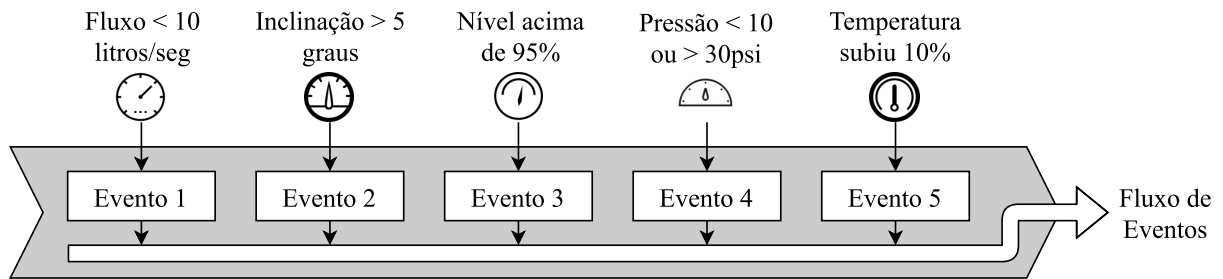 Fluxo < 10
litros/seg
Inclinação > 5
graus
Nível acima
de 95%
Pressão < 10
ou > 30psi
Temperatura
subiu 10%
Evento 1
Evento 2
Evento 3
Evento 4
Evento 5
Fluxo de
Eventos